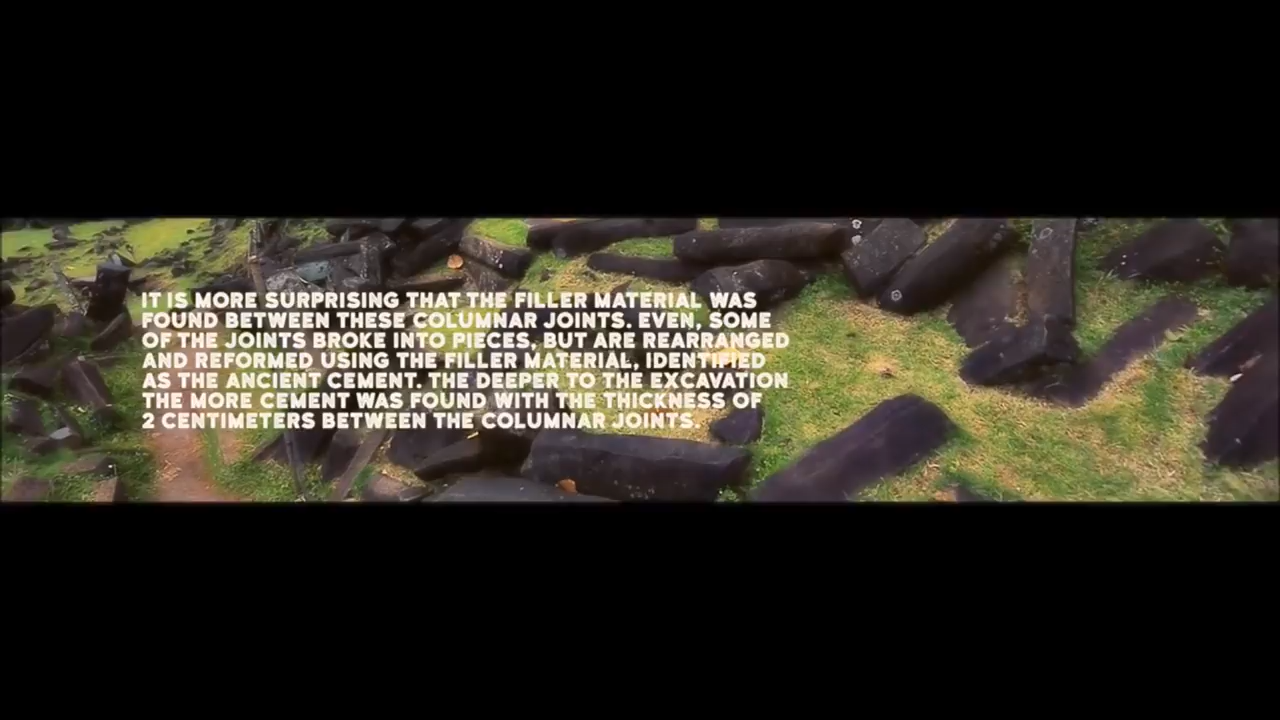 IT IS MORE SURPRISING THAT THE FILLER MATERIAL WAS
FOUND BETWEEN THESE COLUMNAR JOINTS. EVEN, SOME
OF THE JOINTS BROKE INTO PIECES, BUT ARE REARRANGED
AND REFORMED USING THE FILLER MATERIAL, IDENTIFIED
AS THE ANCIENT CEMENT. THE DEEPER TO THE EXCAVATION
THE MORE CEMENT WAS FOUND WITH THE THICKNESS OF
2 CENTIMETERS BETWEEN THE COLUMNAR JOINTS.